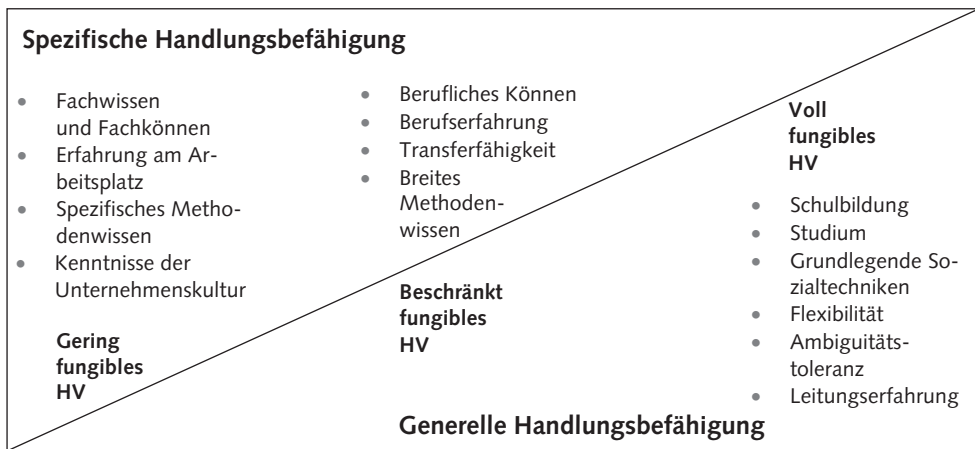 Spezifische Handlungsbefähigung
Fachwissen
und Fachkönnen
Erfahrung am Ar-
beitsplatz
Spezifisches Metho-
denwissen
Kenntnisse der
Unternehmenskultur
Gering
fungibles
HV
Berufliches Können
Berufserfahrung
Transferfähigkeit
Breites
Methoden-
wissen
Beschränkt
fungibles
HV
Voll
fungibles
HV
Schulbildung
Studium
Grundlegende So-
zialtechniken
Flexibilität
Ambiguitäts-
toleranz
Leitungserfahrung
Generelle Handlungsbefähigung